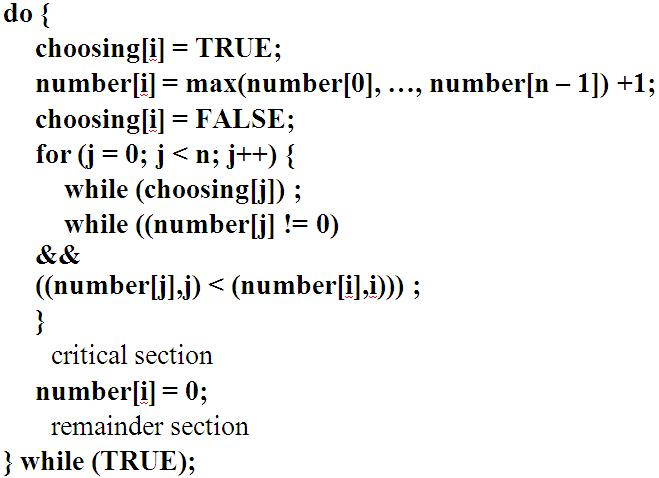 do {
choosing[i] = TRUE;
number[i] = max(number[0], …, number[n – 1]) +1;
choosing[i] = FALSE;
for (j = 0; j < n; j++) {
while (choosing[j]) ;
while ((number[j] != 0)
&&
((number[j],j) < (number[i],i))) ;
}
critical section
number[i] = 0;
remainder section
} while (TRUE);